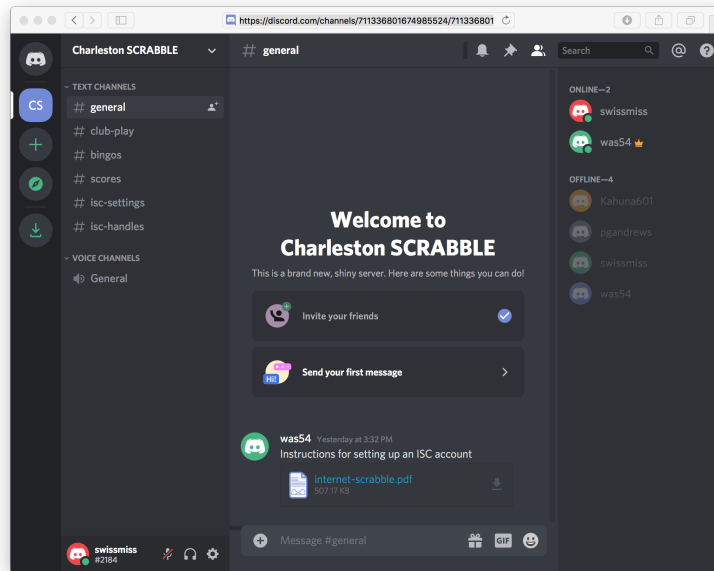 https://discord.com/channels/711336801674985524/711336801
Charleston SCRABBLE
# general
Search
CS
TEXT CHANNELS
# general
# club-play
# bingos
# scores
# isc-settings
# isc-handles
VOICE CHANNELS
General
Welcome to
Charleston SCRABBLE
This is a brand new, shiny server. Here are some things you can do!
Invite your friends
Hi!
Send your first message
was54 Yesterday at 3:32 PM
Instructions for setting up an ISC account
internet-scrabble.pdf
507.17 KB
Message #general
GIF
swissmiss
#2184
ONLINE—2
swissmiss
was54
OFFLINE—4
Kahuna601
pgandrews
swissmiss
was54